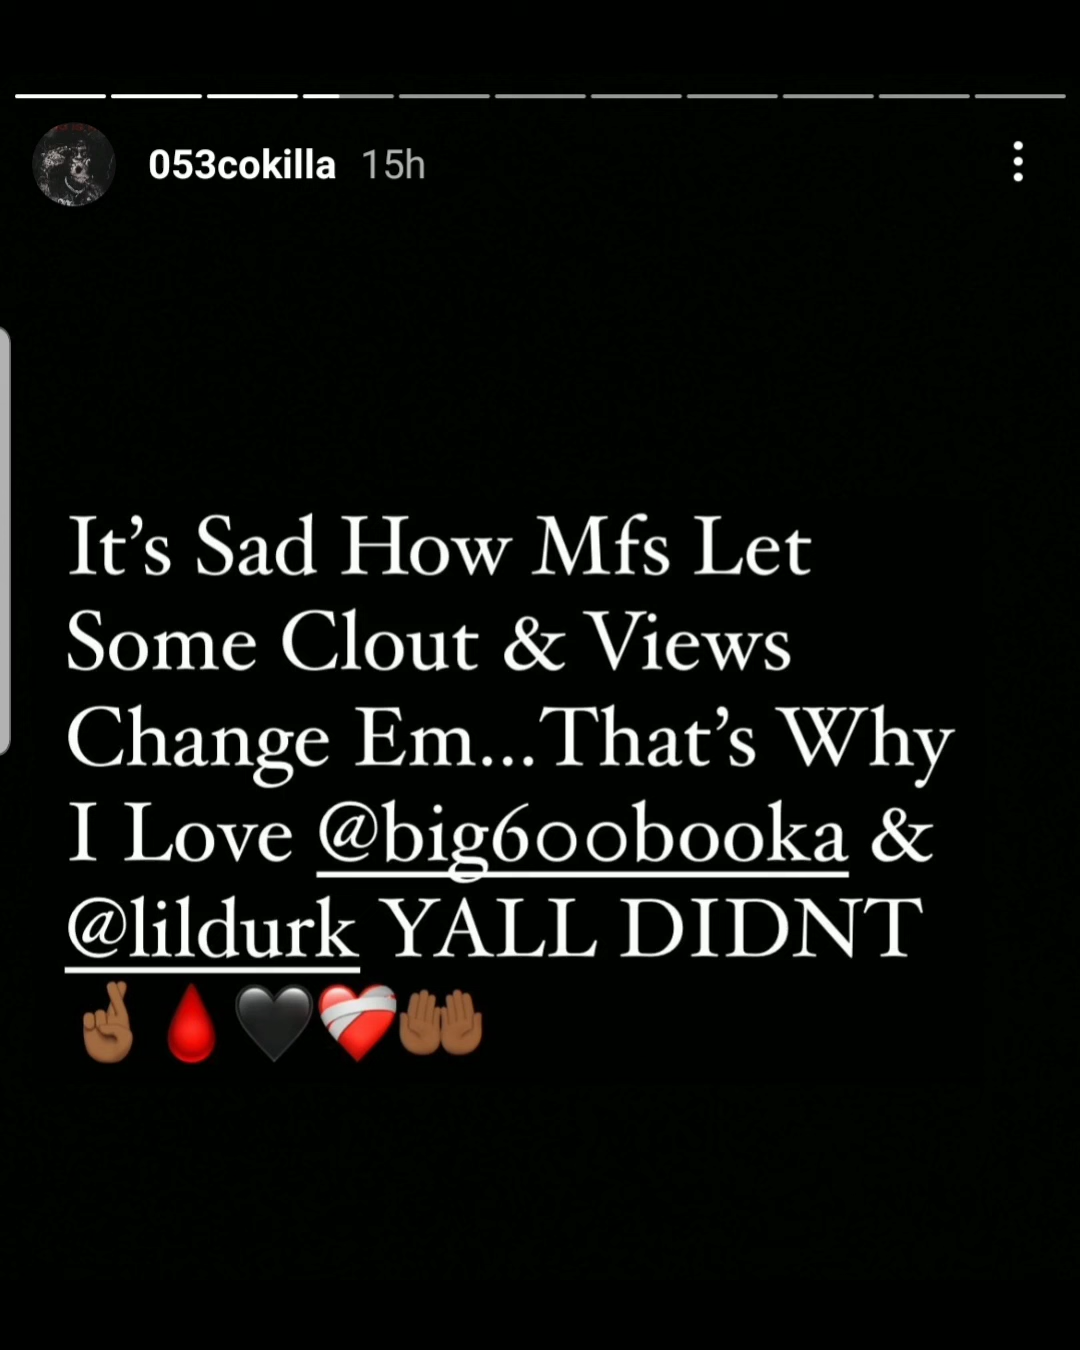 053cokilla 15h
It's Sad How Mfs Let
Some Clout & Views
Change Em...That's Why
I Love @big600booka &
@lildurk YALL DIDNT
🤞🏾🩸🖤❤️‍🩹🤲🏾